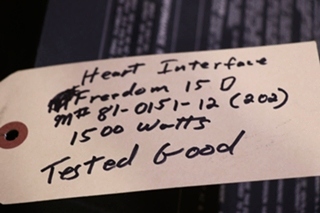 Heart Interface
Freedom 15 D
M# 81-0151-12 (202)
1500 watts
Tested Good